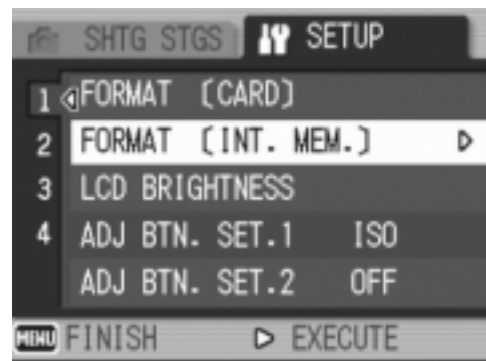 SHTG STGS SETUP
1 FORMAT [CARD]
2 FORMAT [INT. MEM.]
3 LCD BRIGHTNESS
4 ADJ BTN. SET.1 ISO
ADJ BTN. SET.2 OFF
MENU FINISH EXECUTE